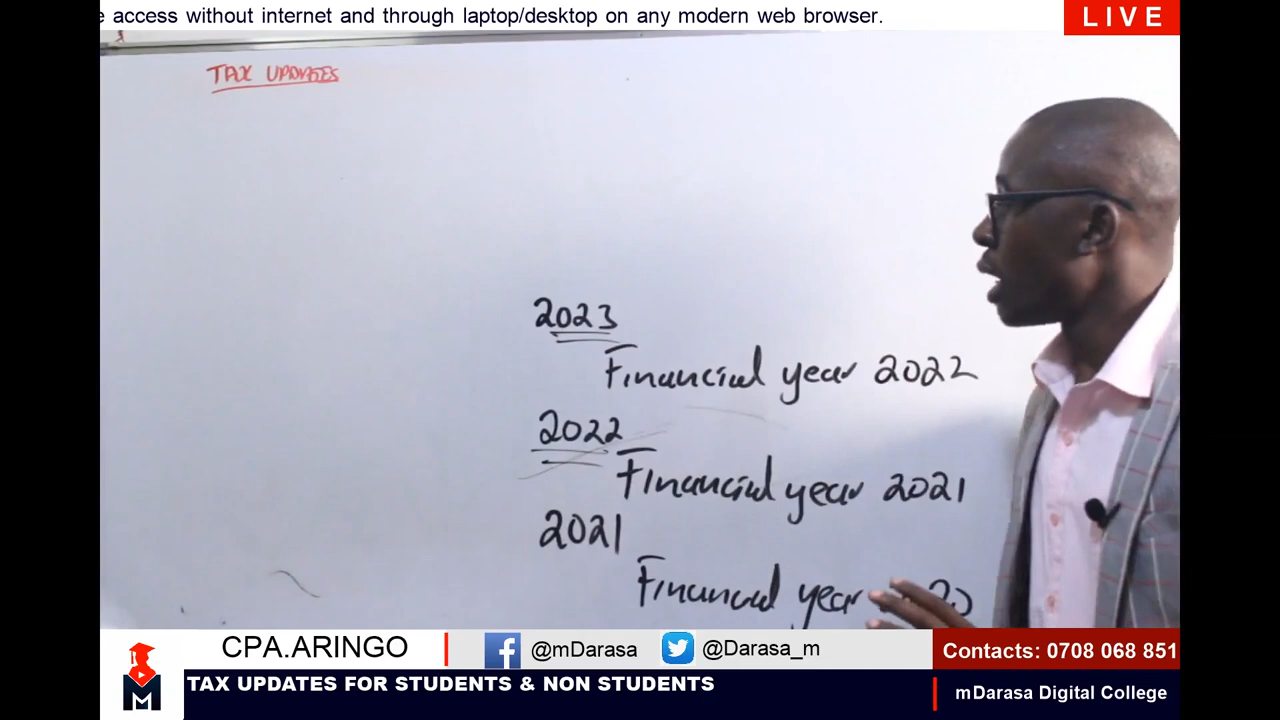 e access without internet and through laptop/desktop on any modern web browser.
LIVE
TAX UPDATES
2023
Financial year 2022
2022
Financial year 2021
2021
Financial year 20
CPA.ARINGO
@mDarasa
@Darasa_m
Contacts: 0708 068 851
M
TAX UPDATES FOR STUDENTS & NON STUDENTS
mDarasa Digital College